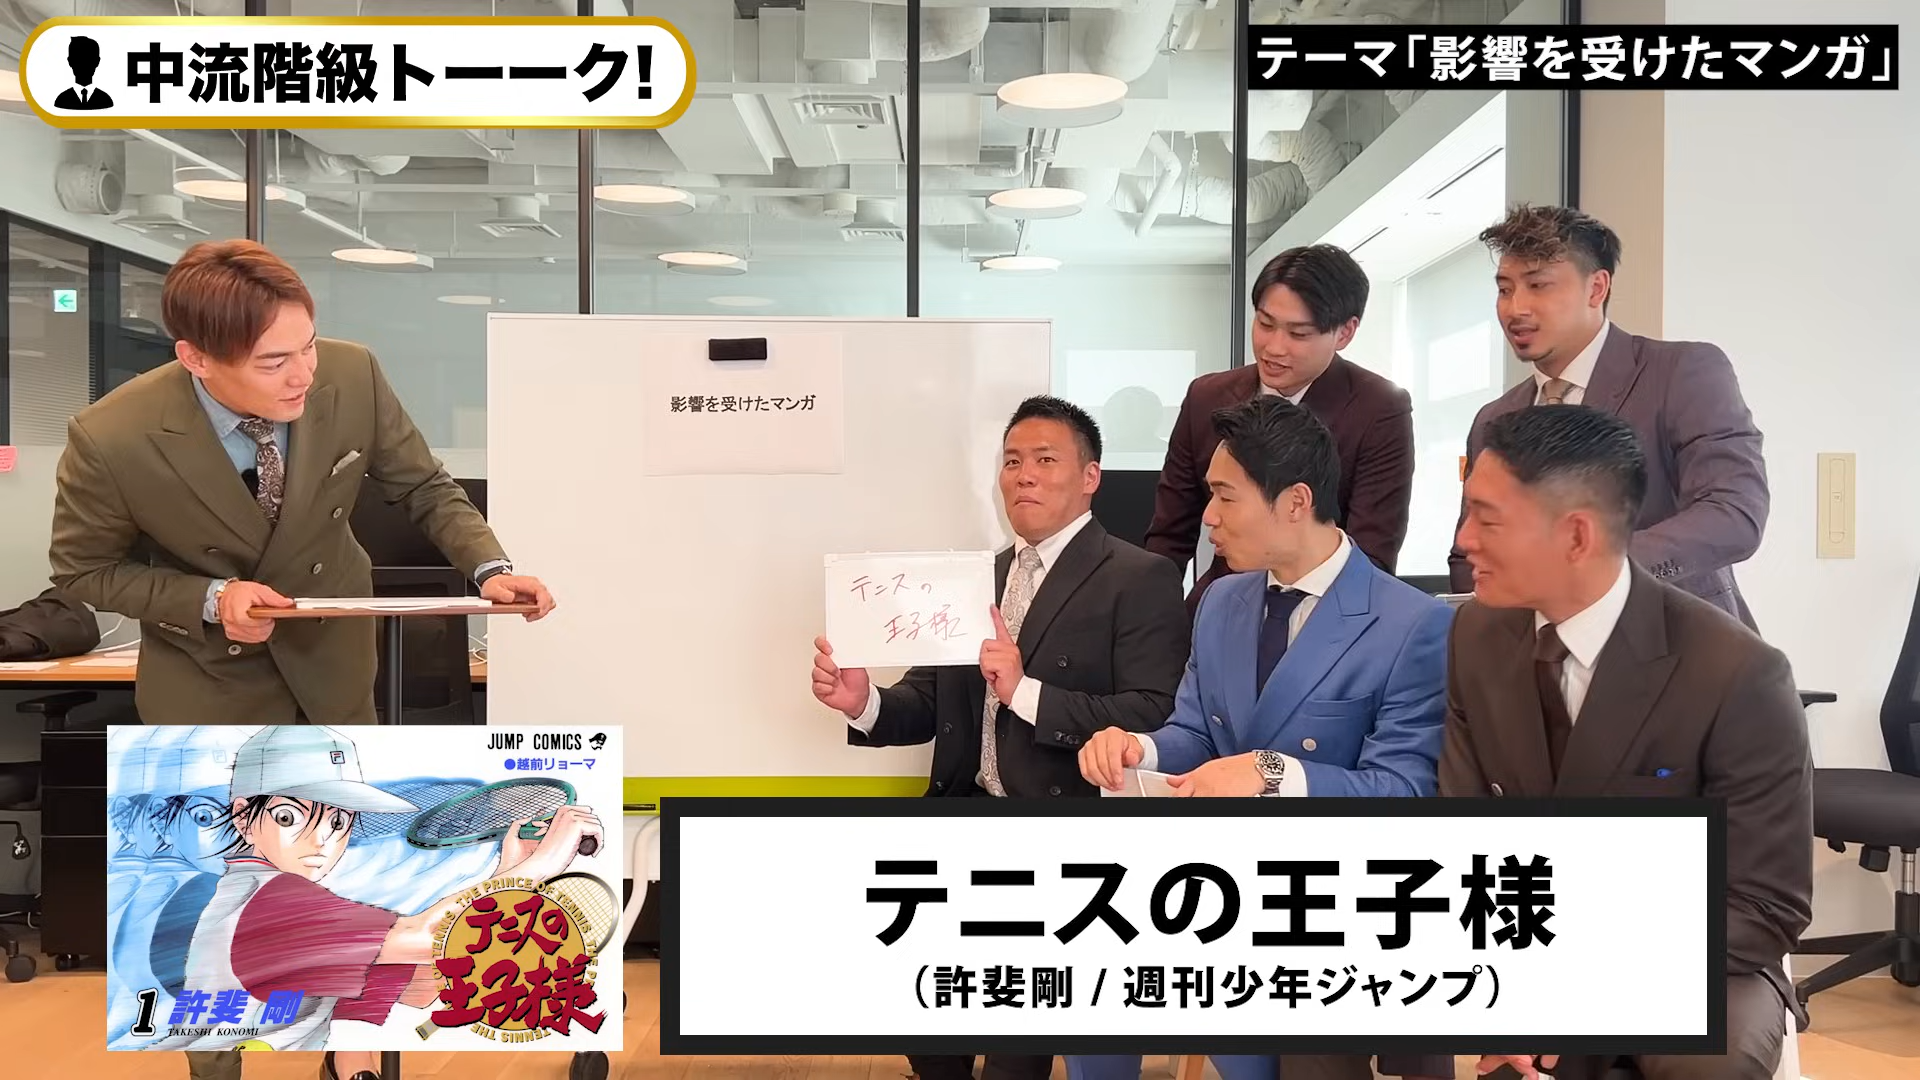 中流階級トーーク!
テーマ「影響を受けたマンガ」
影響を受けたマンガ
テニスの
王子様
JUMP COMICS
●越前リョーマ
F
THE PRINCE OF TENNIS
テニスの
王子様
1 許斐 剛
TAKESHI KONOMI
テニスの王子様
（許斐剛 / 週刊少年ジャンプ）